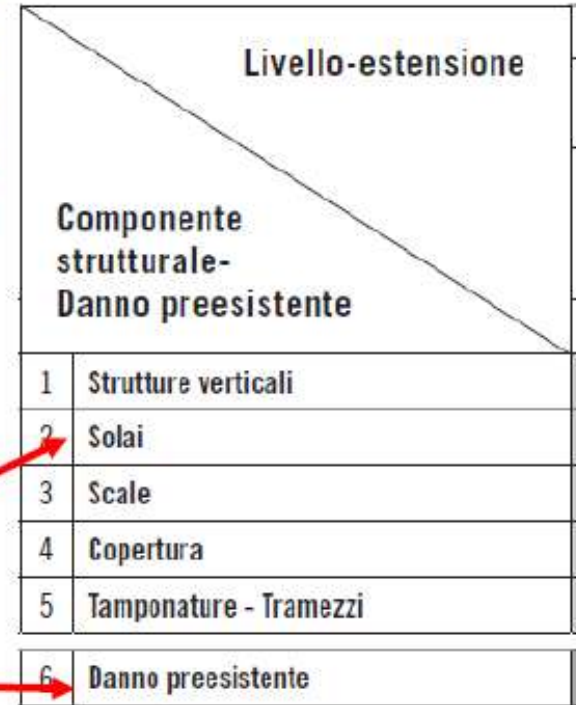 Livello-estensione
Componente
strutturale-
Danno preesistente
1 Strutture verticali
2 Solai
3 Scale
4 Copertura
5 Tamponature - Tramezzi
6 Danno preesistente